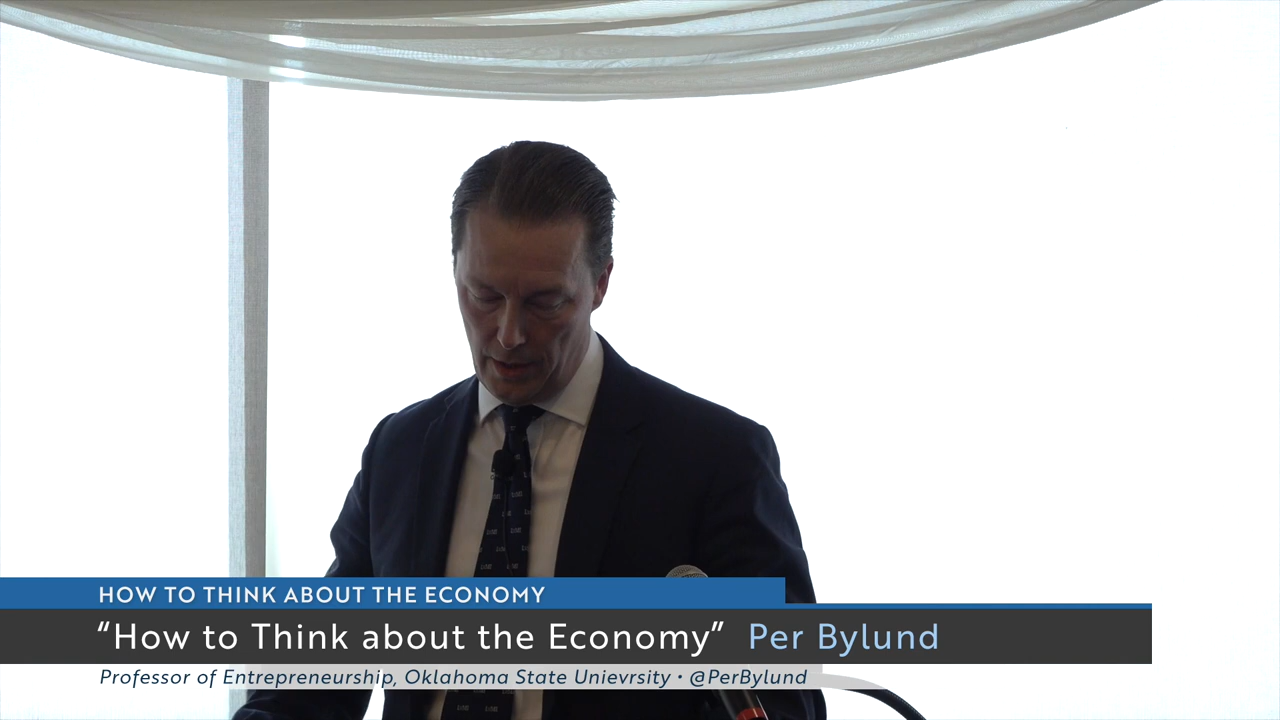 HOW TO THINK ABOUT THE ECONOMY
“How to Think about the Economy” Per Bylund
Professor of Entrepreneurship, Oklahoma State Unievrsity • @PerBylund